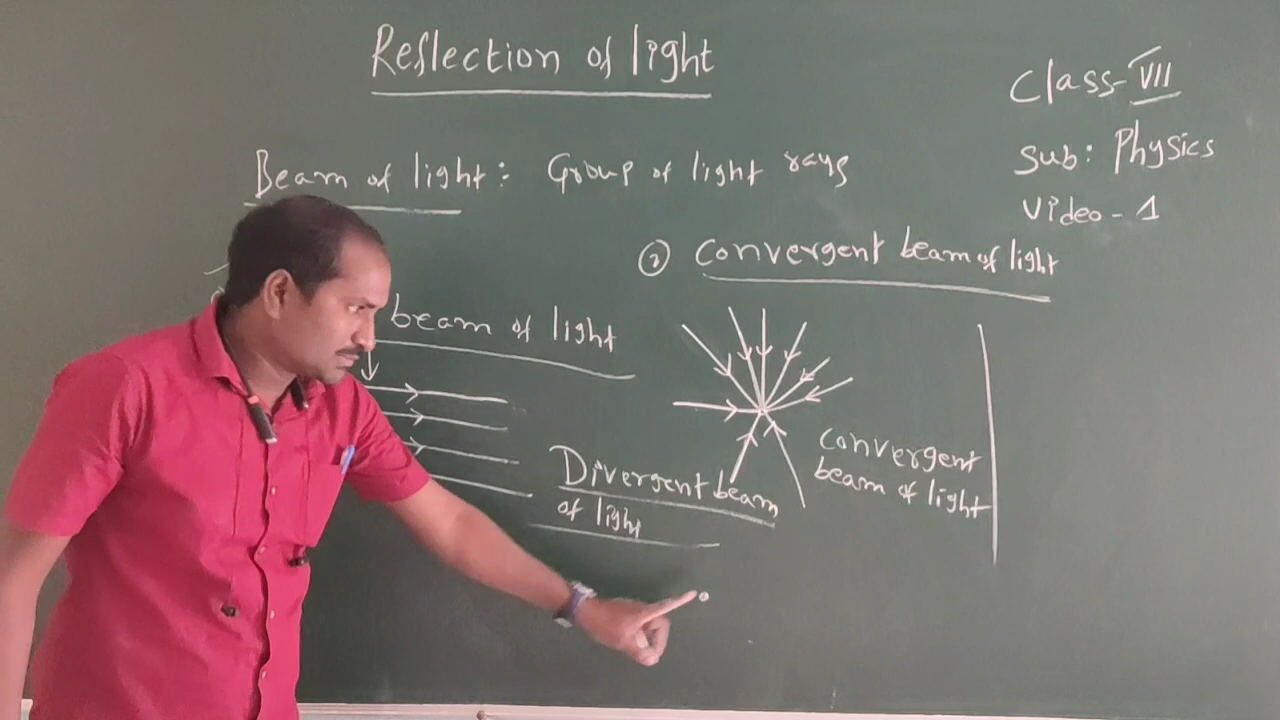 Reflection of light
Class-VII
Sub: Physics
Video-1
Beam of light: Group of light rays
beam of light
② Convergent beam of light
Convergent
beam of light
Divergent beam
of light